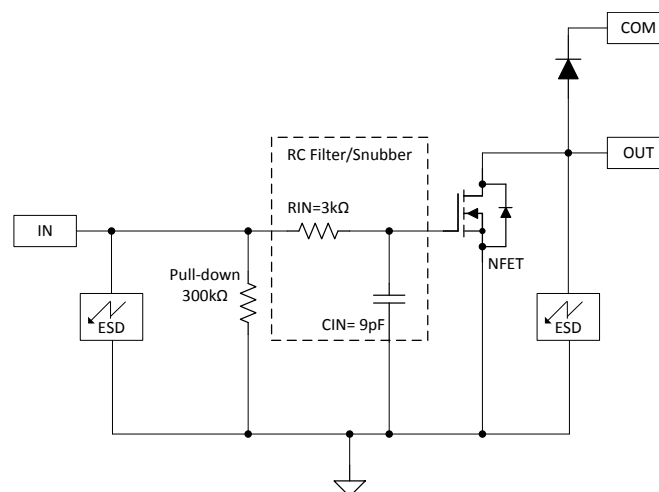 COM
RC Filter/Snubber
OUT
RIN=3kΩ
IN
NFET
Pull-down
300kΩ
ESD
CIN= 9pF
ESD